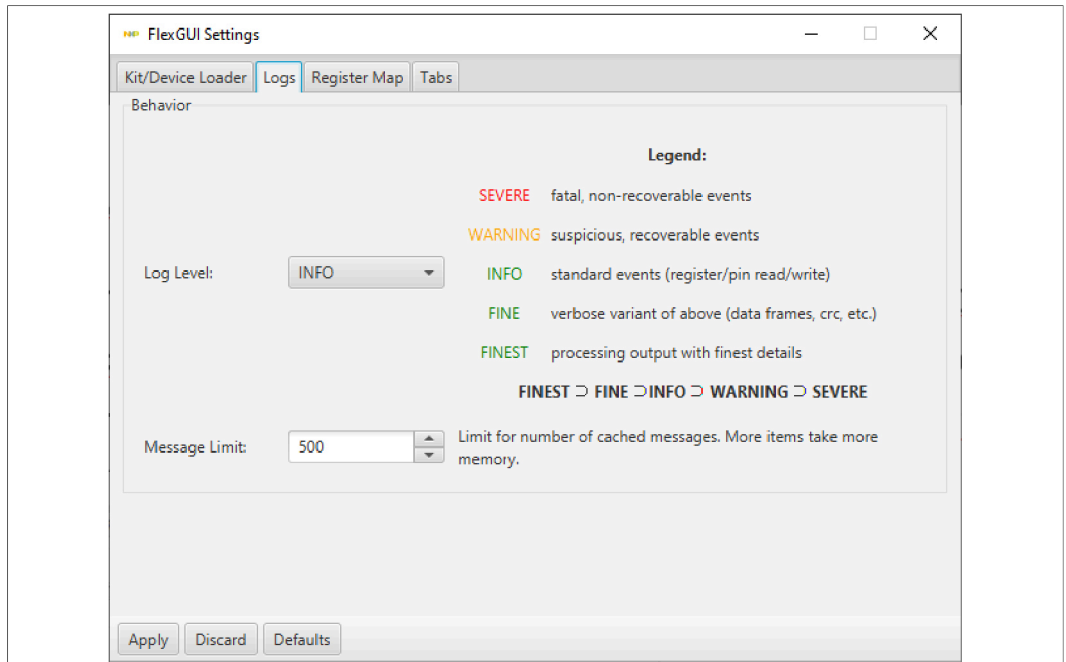 NXP FlexGUI Settings
Kit/Device Loader Logs Register Map Tabs
Behavior
Legend:
SEVERE fatal, non-recoverable events
WARNING suspicious, recoverable events
Log Level: INFO INFO standard events (register/pin read/write)
FINE verbose variant of above (data frames, crc, etc.)
FINEST processing output with finest details
FINEST ⊃ FINE ⊃INFO ⊃ WARNING ⊃ SEVERE
Message Limit: 500 Limit for number of cached messages. More items take more
memory.
Apply Discard Defaults